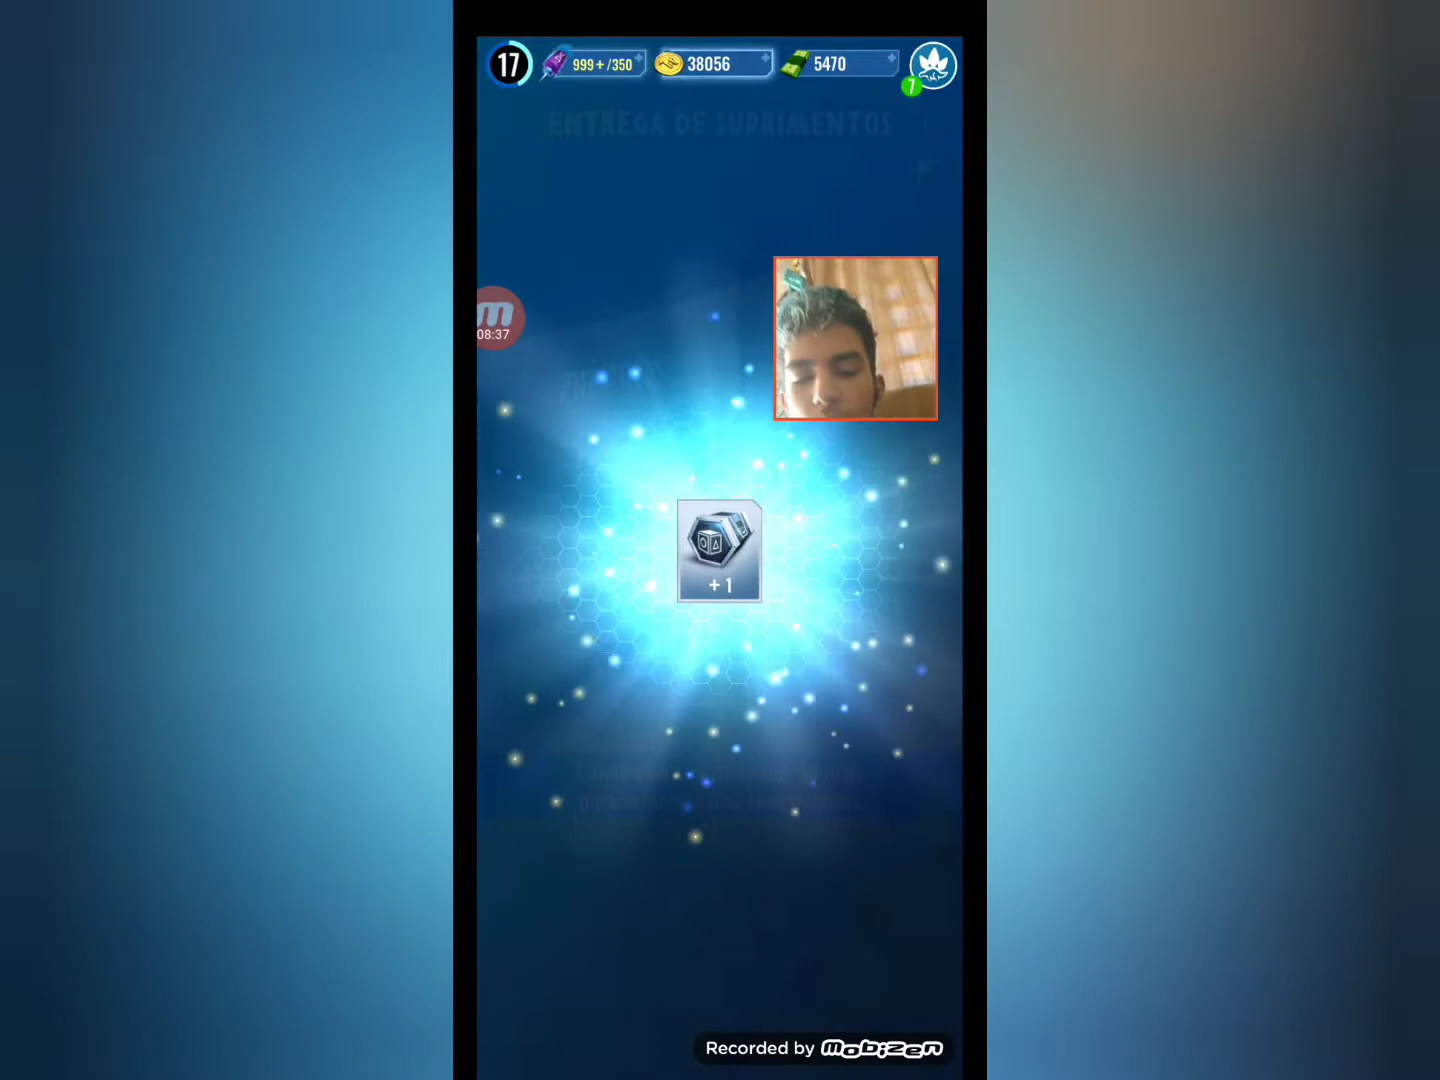 17
999+/350
38056
5470
7
ENTREGA DE SUPRIMENTOS
m
08:37
+1
Recorded by mobizen